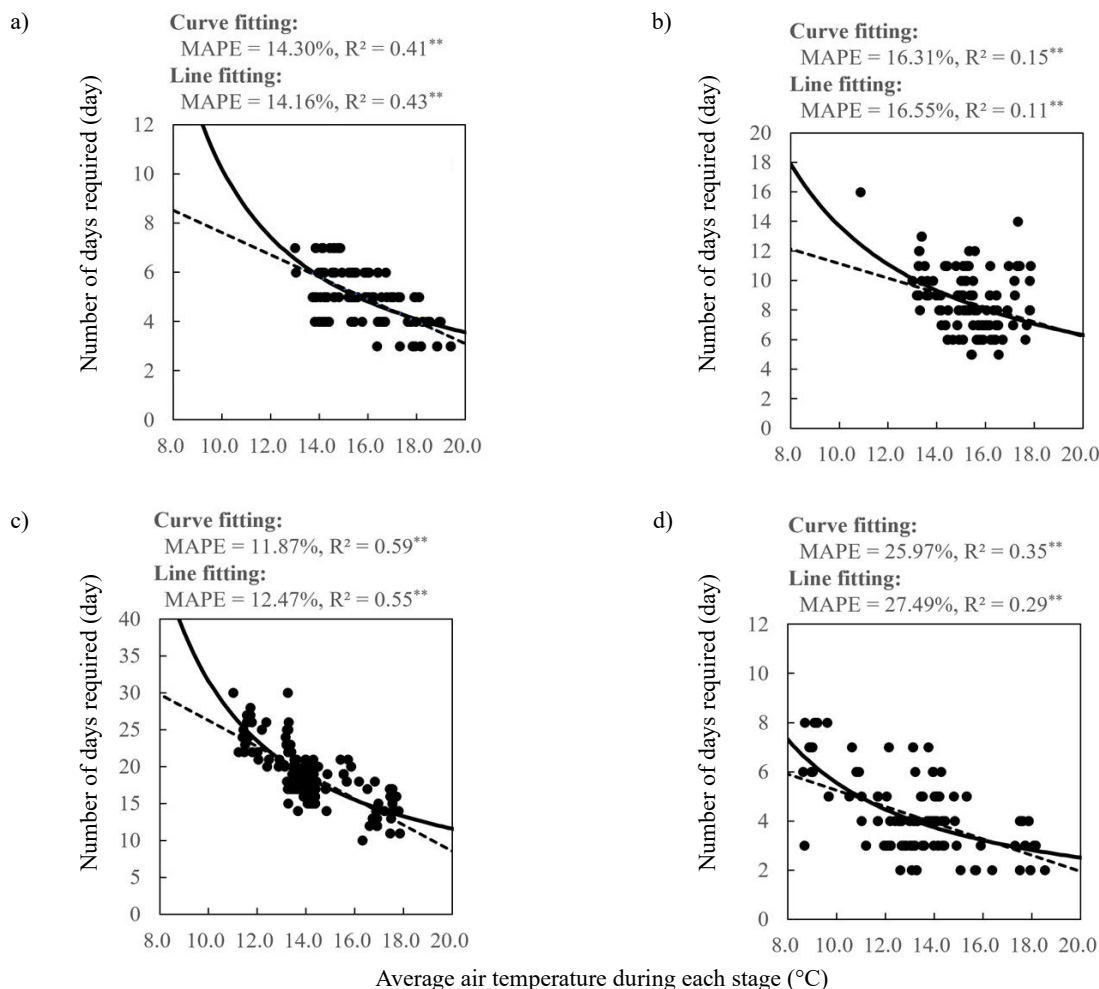 a)
Curve fitting:
MAPE = 14.30%, R² = 0.41**
Line fitting:
MAPE = 14.16%, R² = 0.43**
Number of days required (day)
12
10
8
6
4
2
0
8.0 10.0 12.0 14.0 16.0 18.0 20.0
b)
Curve fitting:
MAPE = 16.31%, R² = 0.15**
Line fitting:
MAPE = 16.55%, R² = 0.11**
Number of days required (day)
20
18
16
14
12
10
8
6
4
2
0
8.0 10.0 12.0 14.0 16.0 18.0 20.0
c)
Curve fitting:
MAPE = 11.87%, R² = 0.59**
Line fitting:
MAPE = 12.47%, R² = 0.55**
Number of days required (day)
40
35
30
25
20
15
10
5
0
8.0 10.0 12.0 14.0 16.0 18.0 20.0
d)
Curve fitting:
MAPE = 25.97%, R² = 0.35**
Line fitting:
MAPE = 27.49%, R² = 0.29**
Number of days required (day)
12
10
8
6
4
2
0
8.0 10.0 12.0 14.0 16.0 18.0 20.0
Average air temperature during each stage (°C)